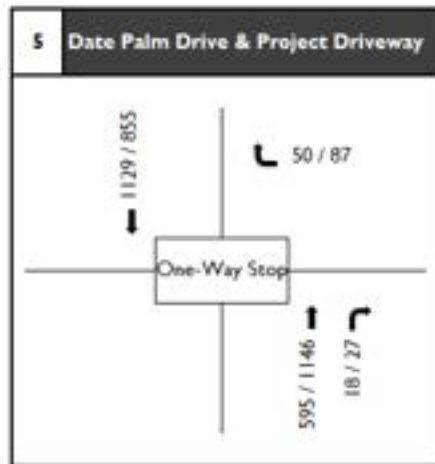 5 Date Palm Drive & Project Driveway
1129 / 855
50 / 87
One-Way Stop
595 / 1146
18 / 27